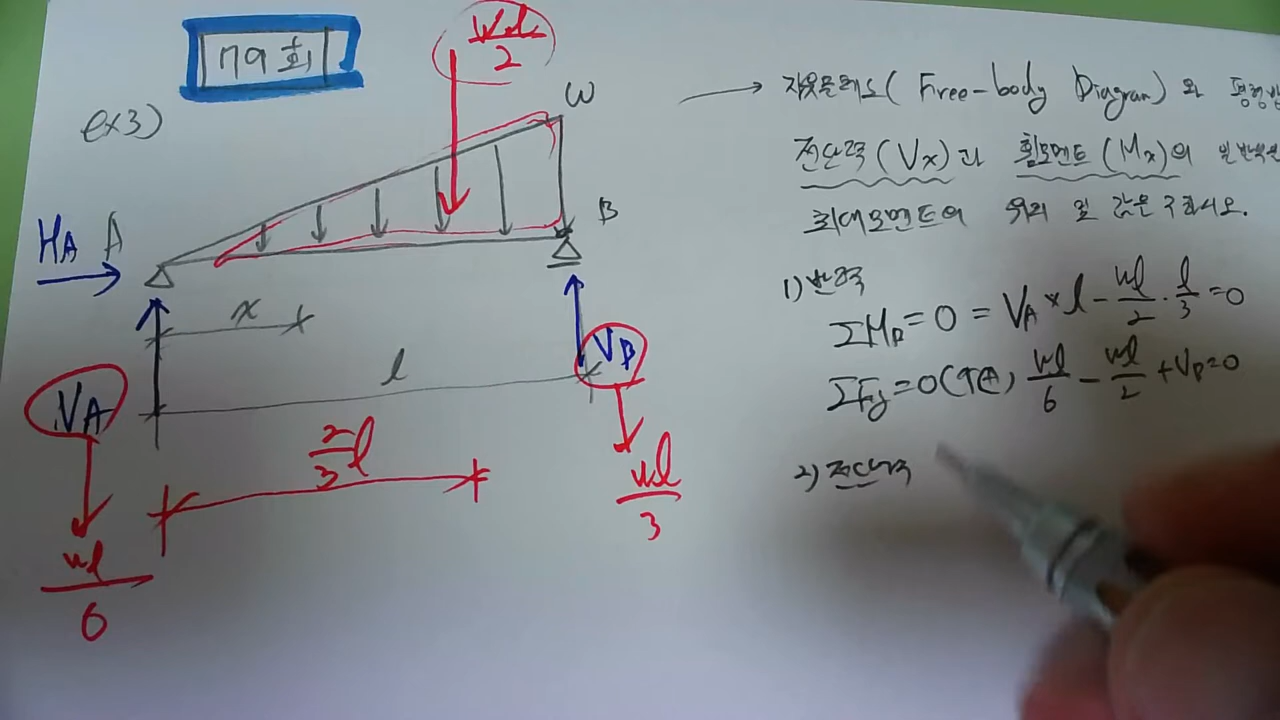 79회
ex3)
wl/2
w
HA A
B
x
l
VA
VB
2/3 l
wl/6
wl/3
→ 자유물체도(Free-body Diagram)와 평형방
전단력(Vx)과 휨모멘트(Mx)의 일반식
최대모멘트의 위치 및 값은 구하시오.
1) 반력
ΣMB=0 = VA×l - wl/2 · l/3 =0
ΣFy=0(↑⊕) wl/6 - wl/2 +VB=0
2) 전단력